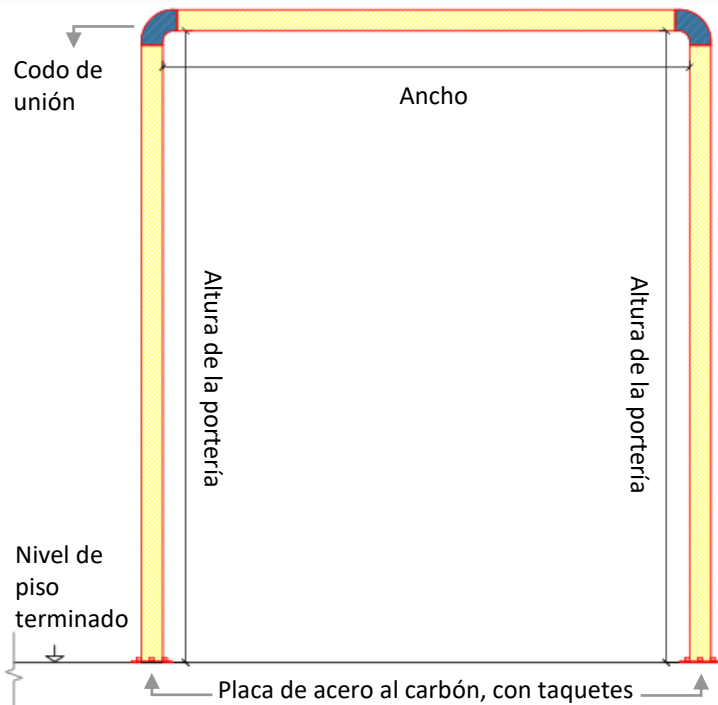 Codo de
unión
Ancho
Altura de la portería
Altura de la portería
Nivel de
piso
terminado
Placa de acero al carbón, con taquetes